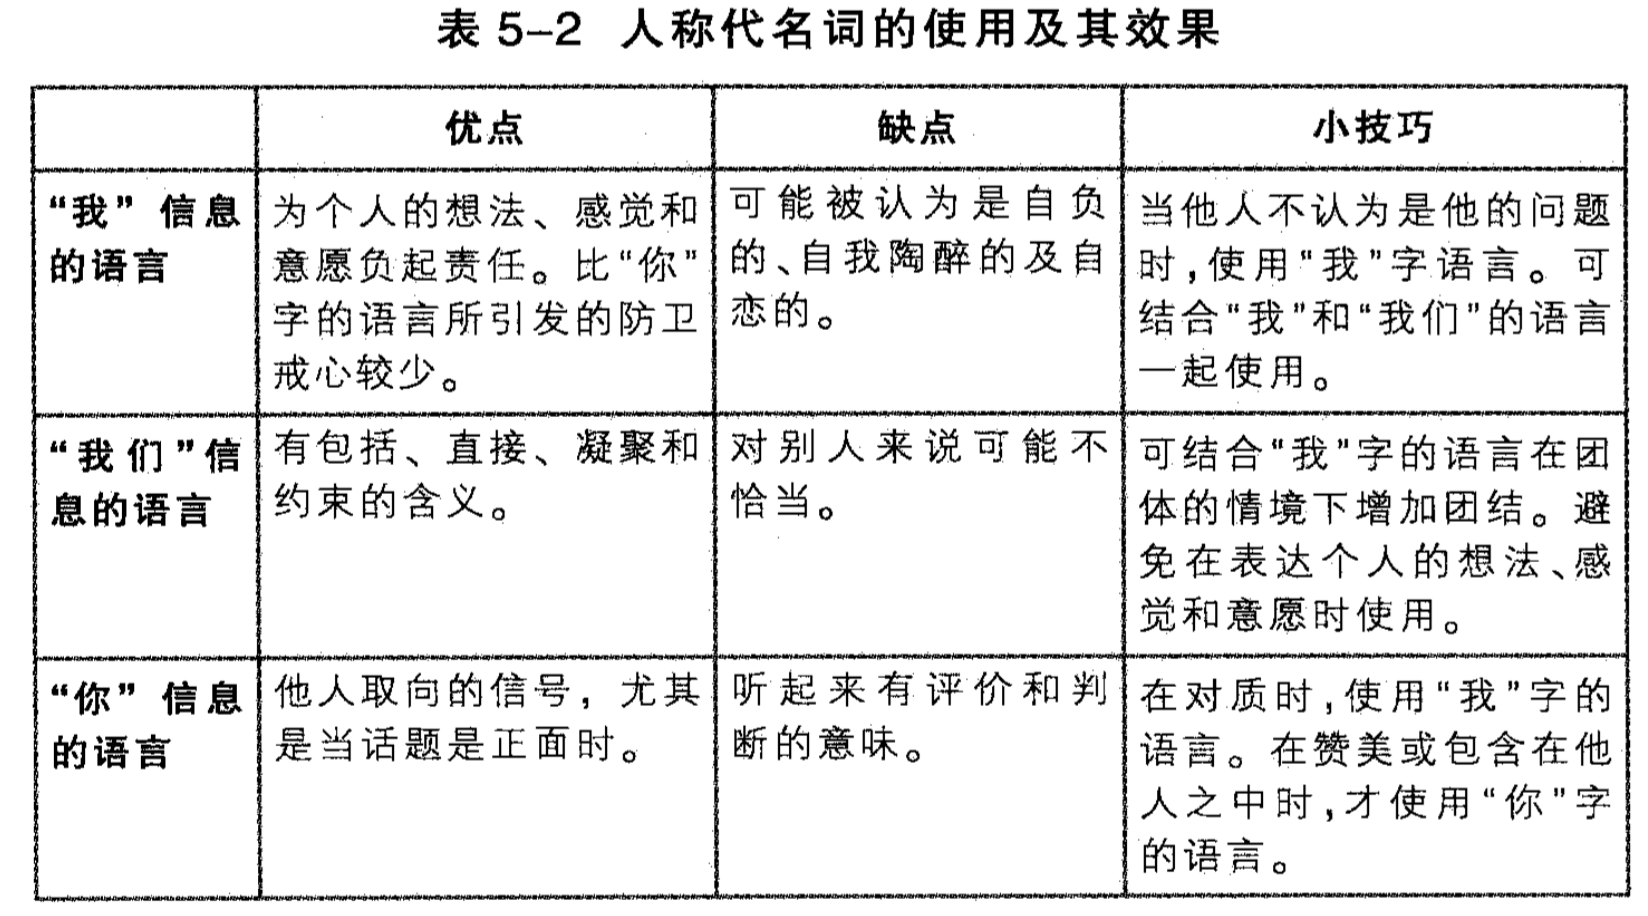 表 5-2 人称代名词的使用及其效果
优点
缺点
小技巧
“我” 信息
的语言
为个人的想法、感觉和
意愿负起责任。比“你”
字的语言所引发的防卫
戒心较少。
可能被认为是自负
的、自我陶醉的及自
恋的。
当他人不认为是他的问题
时,使用“我”字语言。可
结合“我”和“我们”的语言
一起使用。
“我们”信
息的语言
有包括、直接、凝聚和
约束的含义。
对别人来说可能不
恰当。
可结合“我”字的语言在团
体的情境下增加团结。避
免在表达个人的想法、感
觉和意愿时使用。
“你” 信息
的语言
他人取向的信号，尤其
是当话题是正面时。
听起来有评价和判
断的意味。
在对质时,使用“我”字的
语言。在赞美或包含在他
人之中时,才使用“你”字
的语言。